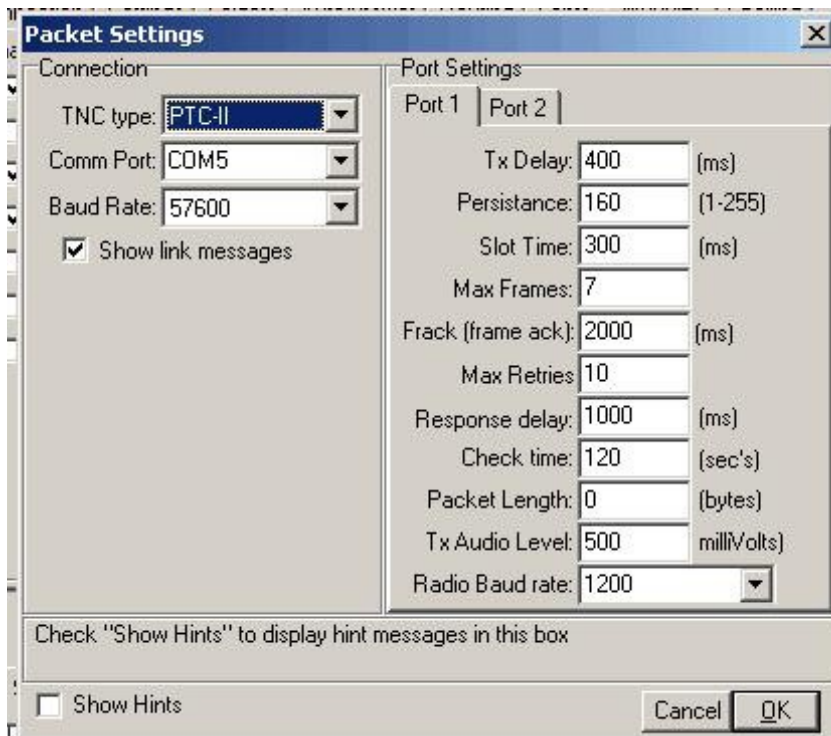 Packet Settings
Connection
TNC type: PTC-II
Comm Port: COM5
Baud Rate: 57600
Show link messages
Port Settings
Port 1 Port 2
Tx Delay: 400 (ms)
Persistance: 160 (1-255)
Slot Time: 300 (ms)
Max Frames: 7
Frack (frame ack): 2000 (ms)
Max Retries 10
Response delay: 1000 (ms)
Check time: 120 (sec's)
Packet Length: 0 (bytes)
Tx Audio Level: 500 milliVolts)
Radio Baud rate: 1200
Check "Show Hints" to display hint messages in this box
Show Hints
Cancel OK